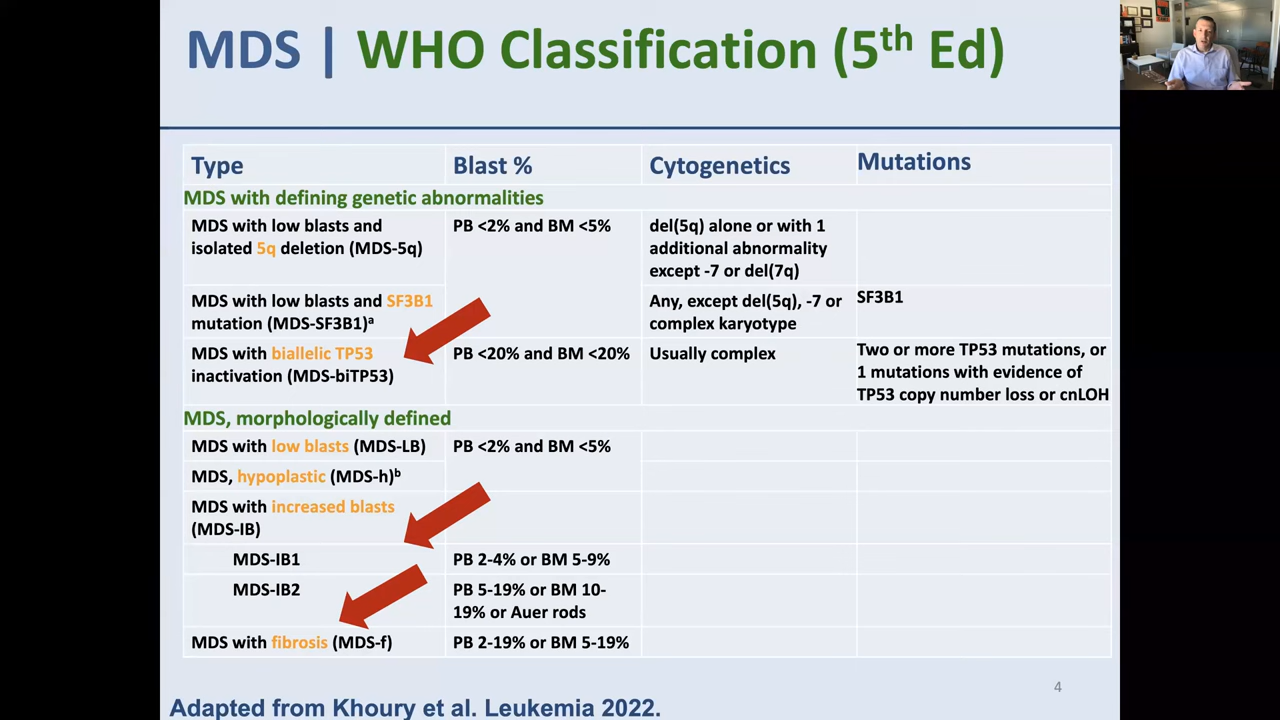 MDS | WHO Classification (5th Ed)
Type Blast % Cytogenetics Mutations
MDS with defining genetic abnormalities
MDS with low blasts and
isolated 5q deletion (MDS-5q)
PB <2% and BM <5%
del(5q) alone or with 1
additional abnormality
except -7 or del(7q)
MDS with low blasts and SF3B1
mutation (MDS-SF3B1)a
Any, except del(5q), -7 or
complex karyotype
SF3B1
MDS with biallelic TP53
inactivation (MDS-biTP53)
PB <20% and BM <20%
Usually complex
Two or more TP53 mutations, or
1 mutations with evidence of
TP53 copy number loss or cnLOH
MDS, morphologically defined
MDS with low blasts (MDS-LB)
PB <2% and BM <5%
MDS, hypoplastic (MDS-h)b
MDS with increased blasts
(MDS-IB)
MDS-IB1
PB 2-4% or BM 5-9%
MDS-IB2
PB 5-19% or BM 10-
19% or Auer rods
MDS with fibrosis (MDS-f)
PB 2-19% or BM 5-19%
4
Adapted from Khoury et al. Leukemia 2022.